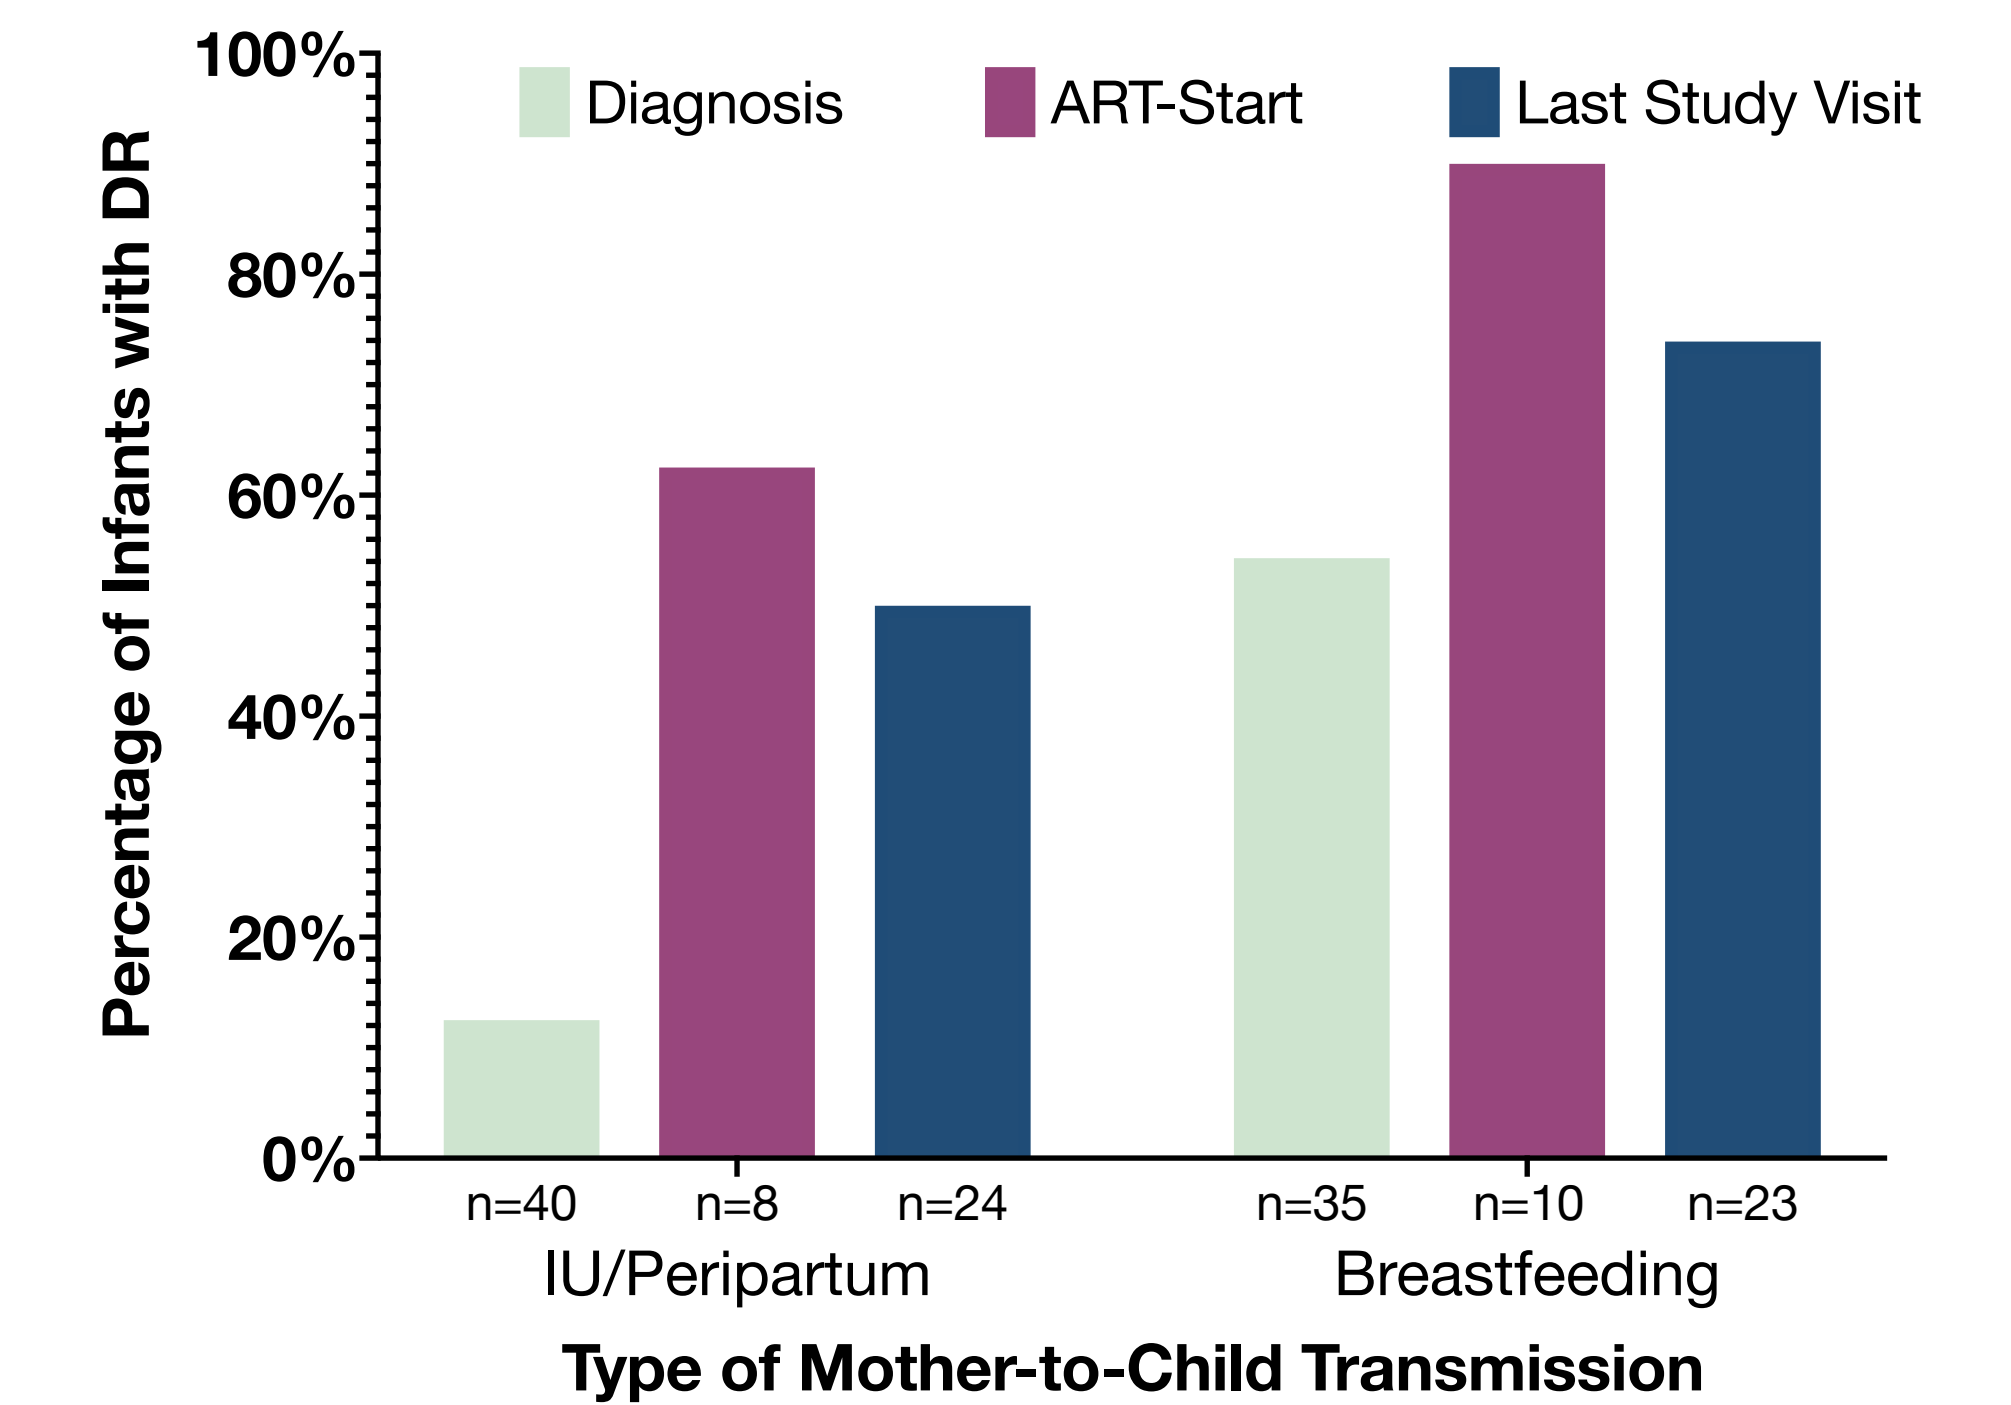 100%
Diagnosis
ART-Start
Last Study Visit
80%
60%
40%
20%
0%
Percentage of Infants with DR
n=40
n=8
n=24
n=35
n=10
n=23
IU/Peripartum
Breastfeeding
Type of Mother-to-Child Transmission